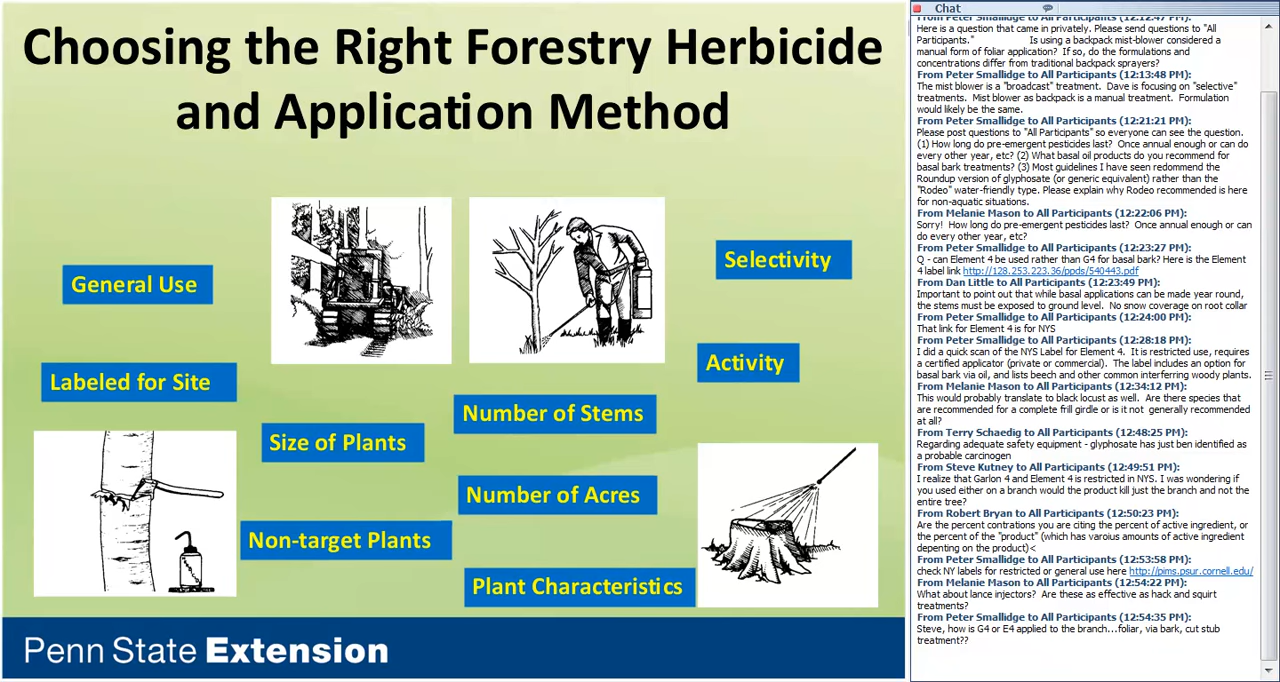 Choosing the Right Forestry Herbicide
and Application Method
General Use
Selectivity
Labeled for Site
Activity
Number of Stems
Size of Plants
Number of Acres
Non-target Plants
Plant Characteristics
Penn State Extension
Chat
From Peter Smallidge to All Participants (12:12:47 PM):
Here is a question that came in privately. Please send questions to "All
Participants." Is using a backpack mist-blower considered a
manual form of foliar application? If so, do the formulations and
concentrations differ from traditional backpack sprayers?
From Peter Smallidge to All Participants (12:13:48 PM):
The mist blower is a "broadcast" treatment. Dave is focusing on "selective"
treatments. Mist blower as backpack is a manual treatment. Formulation
would likely be the same.
From Peter Smallidge to All Participants (12:21:21 PM):
Please post questions to "All Participants" so everyone can see the question.
(1) How long do pre-emergent pesticides last? Once annual enough or can do
every other year, etc? (2) What basal oil products do you recommend for
basal bark treatments? (3) Most guidelines I have seen redommend the
Roundup version of glyphosate (or generic equivalent) rather than the
"Rodeo" water-friendly type. Please explain why Rodeo recommended is here
for non-aquatic situations.
From Melanie Mason to All Participants (12:22:06 PM):
Sorry! How long do pre-emergent pesticides last? Once annual enough or can
do every other year, etc?
From Peter Smallidge to All Participants (12:23:27 PM):
Q - can Element 4 be used rather than G4 for basal bark? Here is the Element
4 label link http://128.253.223.36/ppds/540443.pdf
From Dan Little to All Participants (12:23:49 PM):
Important to point out that while basal applications can be made year round,
the stems must be exposed to ground level. No snow coverage on root collar
From Peter Smallidge to All Participants (12:24:00 PM):
That link for Element 4 is for NYS
From Peter Smallidge to All Participants (12:28:18 PM):
I did a quick scan of the NYS Label for Element 4. It is restricted use, requires
a certified applicator (private or commercial). The label includes an option for
basal bark via oil, and lists beech and other common interferring woody plants.
From Melanie Mason to All Participants (12:34:12 PM):
This would probably translate to black locust as well. Are there species that
are recommended for a complete frill girdle or is it not generally recommended
at all?
From Terry Schaedig to All Participants (12:48:25 PM):
Regarding adequate safety equipment - glyphosate has just ben identified as
a probable carcinogen
From Steve Kutney to All Participants (12:49:51 PM):
I realize that Garlon 4 and Element 4 is restricted in NYS. I was wondering if
you used either on a branch would the product kill just the branch and not the
entire tree?
From Robert Bryan to All Participants (12:50:23 PM):
Are the percent contrations you are citing the percent of active ingredient, or
the percent of the "product" (which has varoius amounts of active ingredient
depenting on the product)<
From Peter Smallidge to All Participants (12:53:58 PM):
check NY labels for restricted or general use here http://pims.psur.cornell.edu/
From Melanie Mason to All Participants (12:54:22 PM):
What about lance injectors? Are these as effective as hack and squirt
treatments?
From Peter Smallidge to All Participants (12:54:35 PM):
Steve, how is G4 or E4 applied to the branch...foliar, via bark, cut stub
treatment??